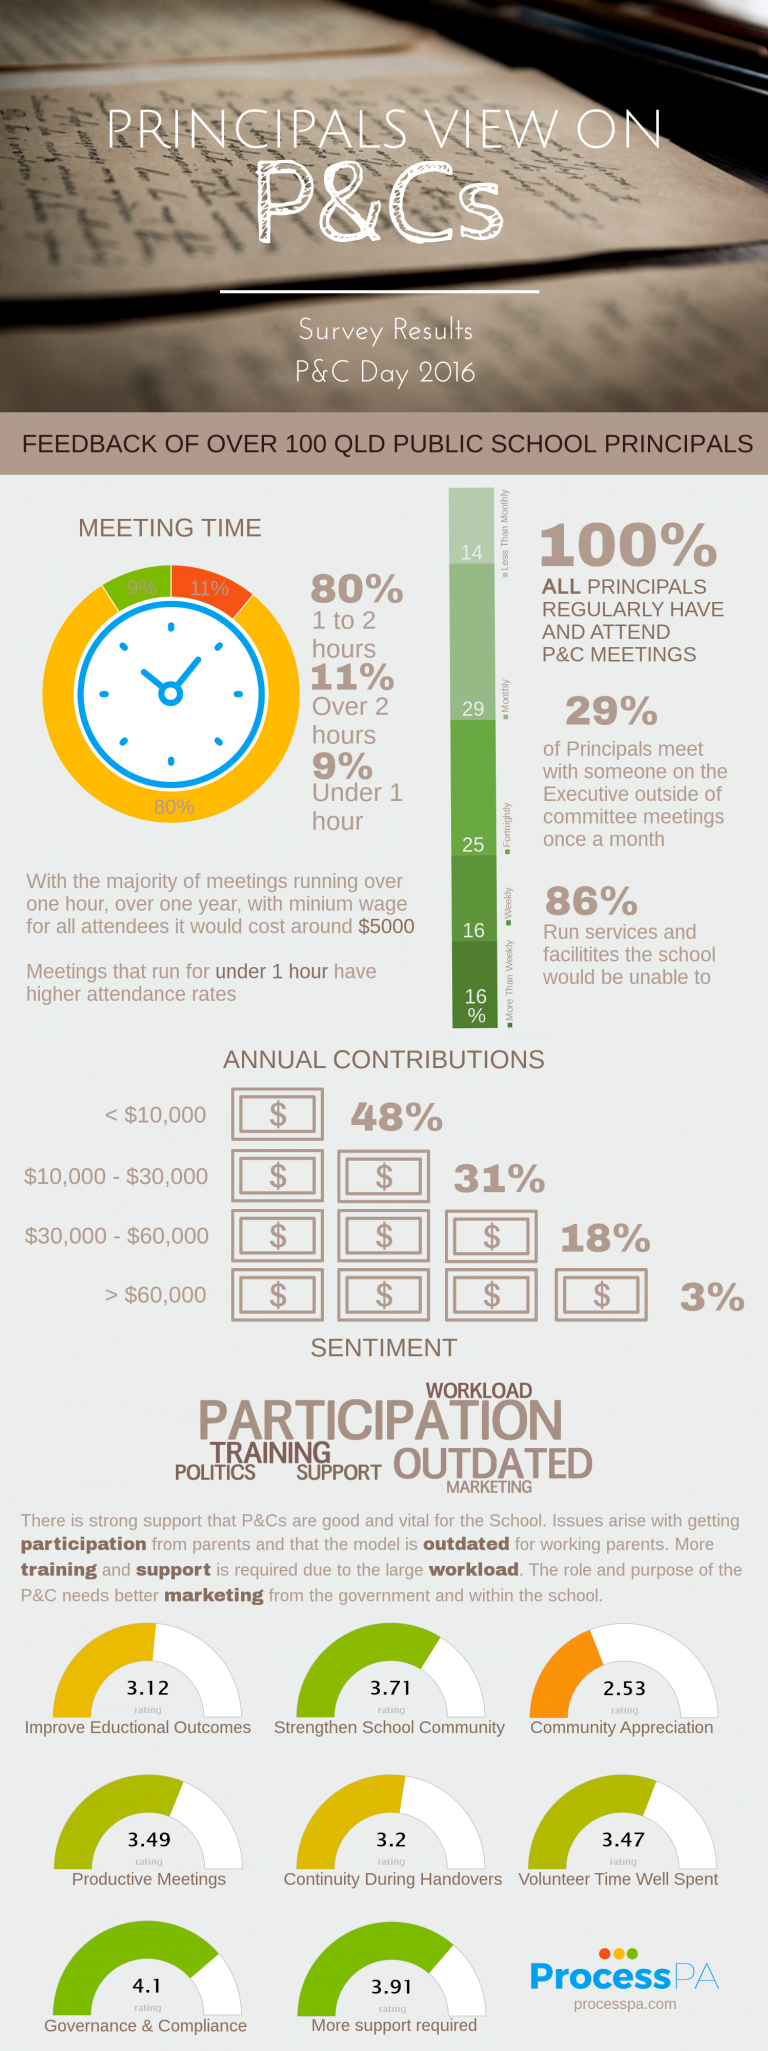 PRINCIPALS VIEW ON
P&Cs
Survey Results
P&C Day 2016
FEEDBACK OF OVER 100 QLD PUBLIC SCHOOL PRINCIPALS
MEETING TIME
9%
11%
80%
80%
1 to 2
hours
11%
Over 2
hours
9%
Under 1
hour
With the majority of meetings running over
one hour, over one year, with minium wage
for all attendees it would cost around $5000
Meetings that run for under 1 hour have
higher attendance rates
14
Less Than Monthly
29
Monthly
25
Fortnightly
16
Weekly
16
%
More Than Weekly
100%
ALL PRINCIPALS
REGULARLY HAVE
AND ATTEND
P&C MEETINGS
29%
of Principals meet
with someone on the
Executive outside of
committee meetings
once a month
86%
Run services and
facilitites the school
would be unable to
ANNUAL CONTRIBUTIONS
< $10,000 $ 48%
$10,000 - $30,000 $ $ 31%
$30,000 - $60,000 $ $ $ 18%
> $60,000 $ $ $ $ 3%
SENTIMENT
WORKLOAD
PARTICIPATION
TRAINING
OUTDATED
POLITICS
SUPPORT
MARKETING
There is strong support that P&Cs are good and vital for the School. Issues arise with getting
participation from parents and that the model is outdated for working parents. More
training and support is required due to the large workload. The role and purpose of the
P&C needs better marketing from the government and within the school.
3.12
rating
Improve Eductional Outcomes
3.71
rating
Strengthen School Community
2.53
rating
Community Appreciation
3.49
rating
Productive Meetings
3.2
rating
Continuity During Handovers
3.47
rating
Volunteer Time Well Spent
4.1
rating
Governance & Compliance
3.91
rating
More support required
ProcessPA
processpa.com